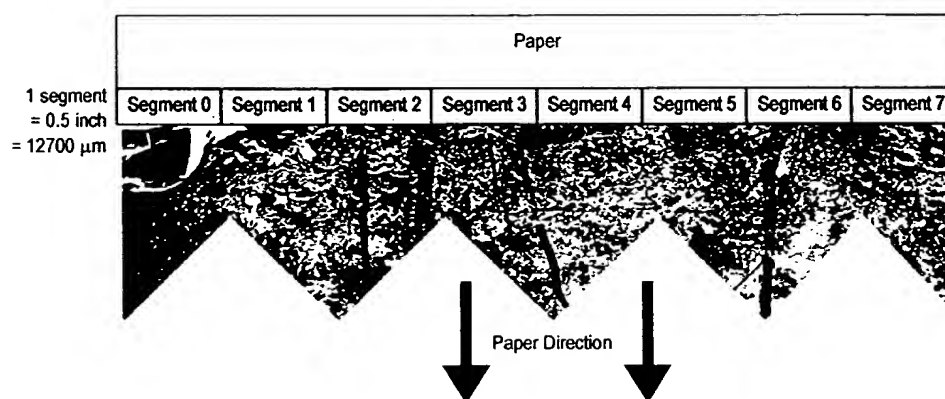 Paper
1 segment
= 0.5 inch
= 12700 µm
Segment 0 Segment 1 Segment 2 Segment 3 Segment 4 Segment 5 Segment 6 Segment 7
Paper Direction